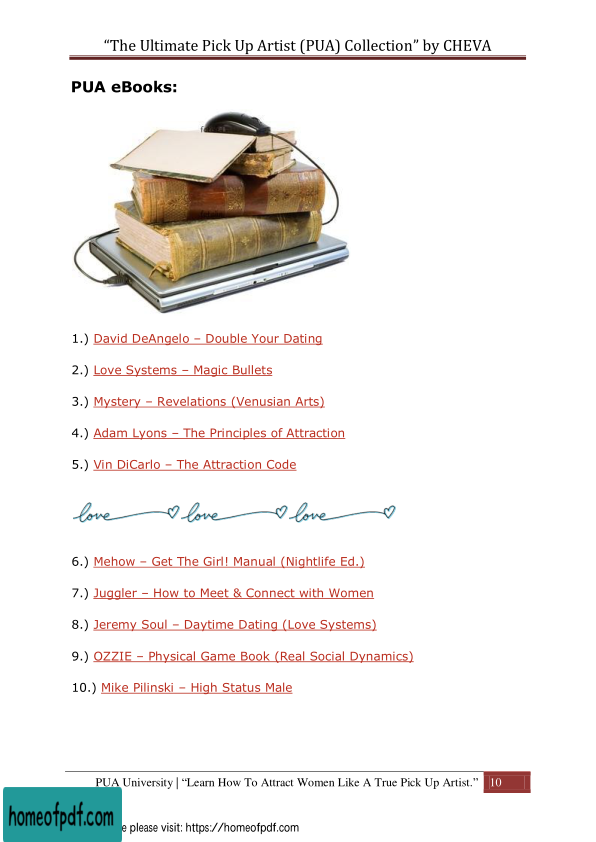 “The Ultimate Pick Up Artist (PUA) Collection” by CHEVA
PUA eBooks:
1.) David DeAngelo – Double Your Dating
2.) Love Systems – Magic Bullets
3.) Mystery – Revelations (Venusian Arts)
4.) Adam Lyons – The Principles of Attraction
5.) Vin DiCarlo – The Attraction Code
love love love
6.) Mehow – Get The Girl! Manual (Nightlife Ed.)
7.) Juggler – How to Meet & Connect with Women
8.) Jeremy Soul – Daytime Dating (Love Systems)
9.) OZZIE – Physical Game Book (Real Social Dynamics)
10.) Mike Pilinski – High Status Male
PUA University | “Learn How To Attract Women Like A True Pick Up Artist.” 10
homeofpdf.com
please visit: https://homeofpdf.com